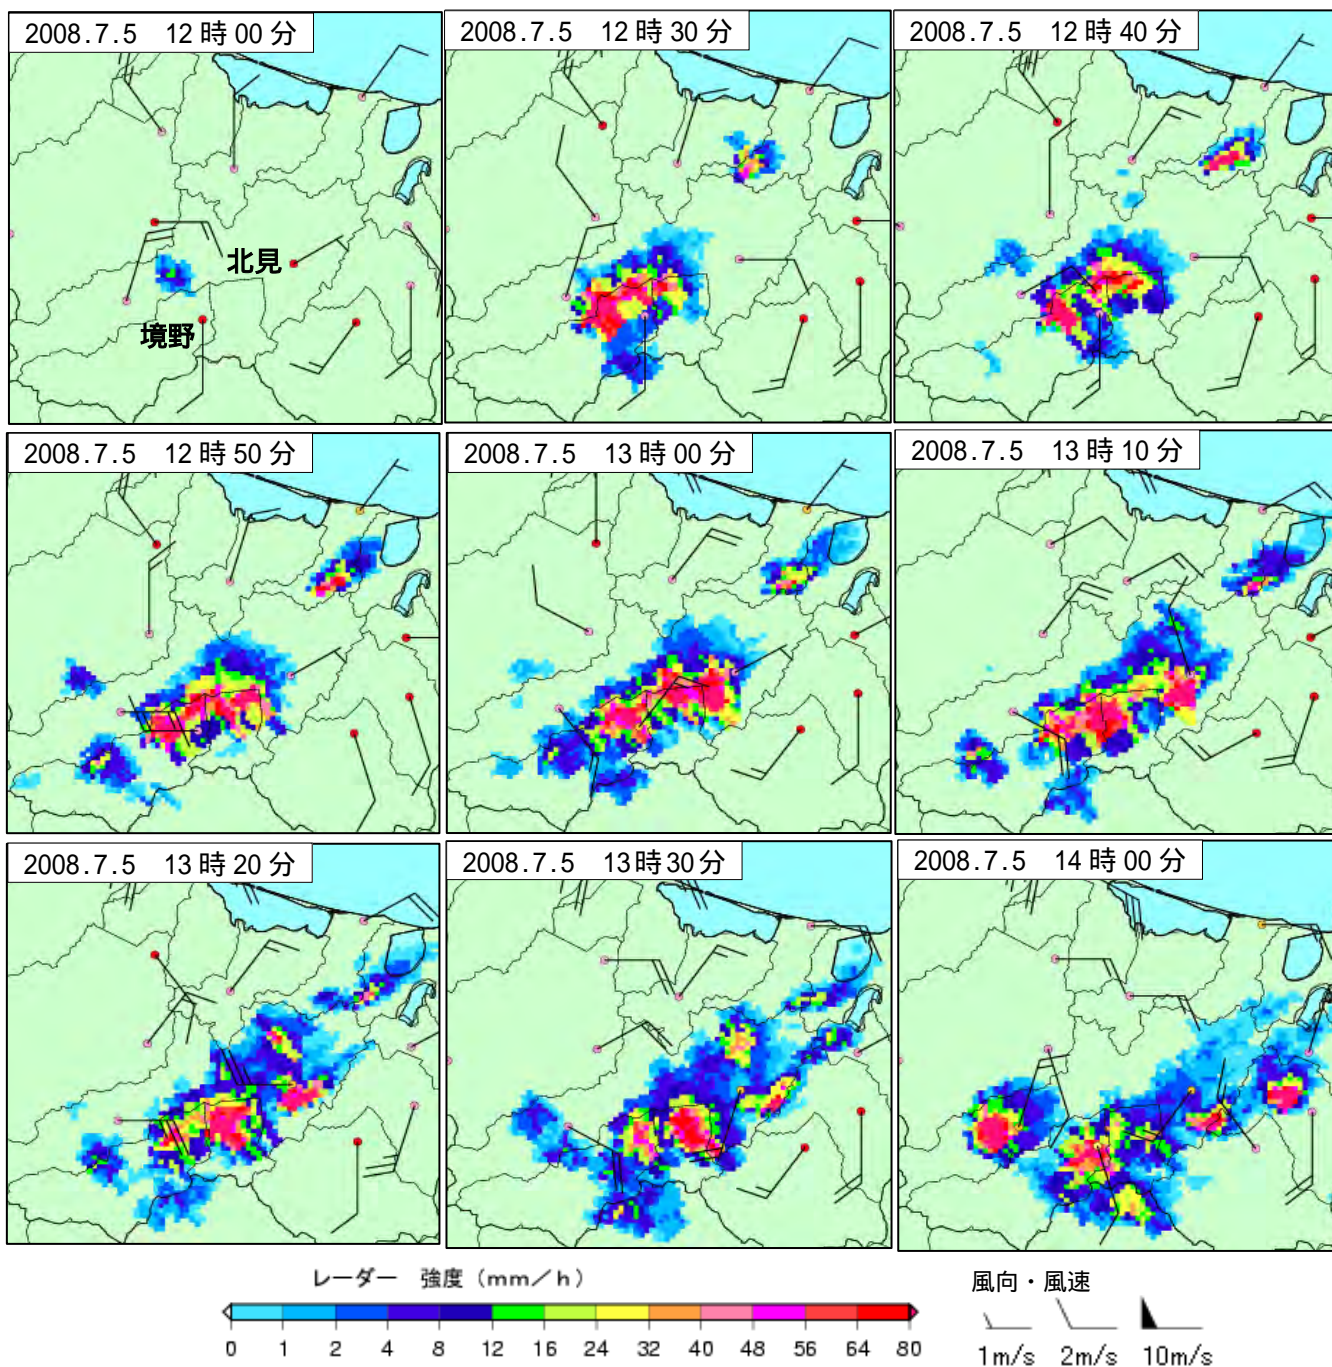 2008.7.5 12時00分
2008.7.5 12時30分
2008.7.5 12時40分
北見
境野
2008.7.5 12時50分
2008.7.5 13時00分
2008.7.5 13時10分
2008.7.5 13時20分
2008.7.5 13時30分
2008.7.5 14時00分
レーダー 強度（mm／h）
0 1 2 4 8 12 16 24 32 40 48 56 64 80
風向・風速
1m/s 2m/s 10m/s